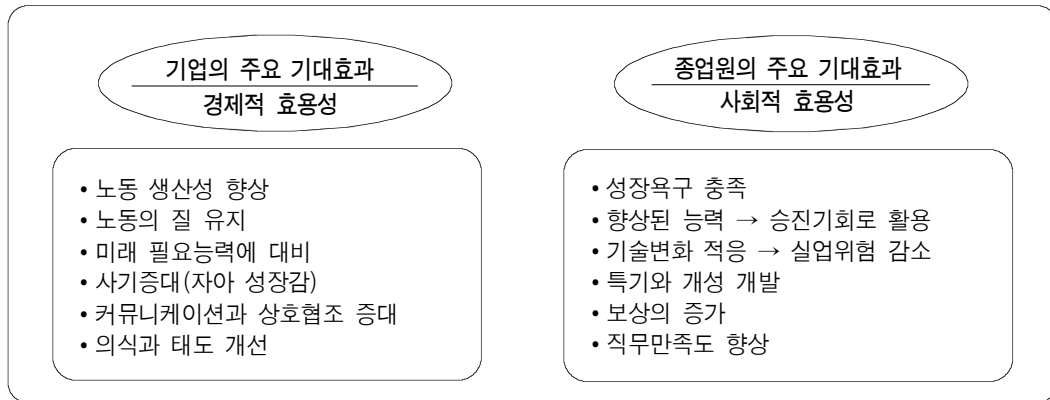 기업의 주요 기대효과
경제적 효용성
• 노동 생산성 향상
• 노동의 질 유지
• 미래 필요능력에 대비
• 사기증대(자아 성장감)
• 커뮤니케이션과 상호협조 증대
• 의식과 태도 개선
종업원의 주요 기대효과
사회적 효용성
• 성장욕구 충족
• 향상된 능력 → 승진기회로 활용
• 기술변화 적응 → 실업위험 감소
• 특기와 개성 개발
• 보상의 증가
• 직무만족도 향상